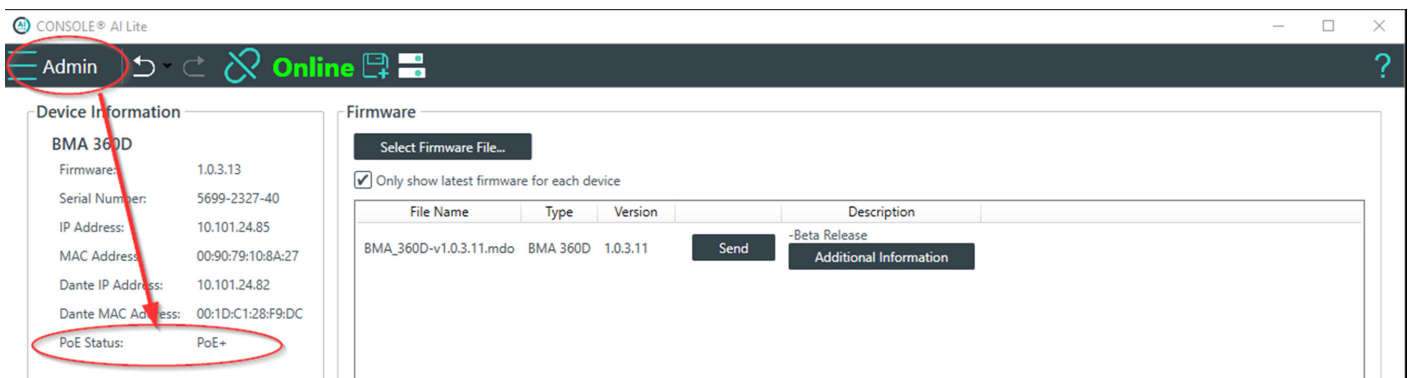 CONSOLE® AI Lite
Admin
Online
?
Device Information
BMA 360D
Firmware: 1.0.3.13
Serial Number: 5699-2327-40
IP Address: 10.101.24.85
MAC Address: 00:90:79:10:8A:27
Dante IP Address: 10.101.24.82
Dante MAC Address: 00:1D:C1:28:F9:DC
PoE Status: PoE+
Firmware
Select Firmware File...
Only show latest firmware for each device
File Name Type Version Description
BMA_360D-v1.0.3.11.mdo BMA 360D 1.0.3.11 Send
-Beta Release
Additional Information